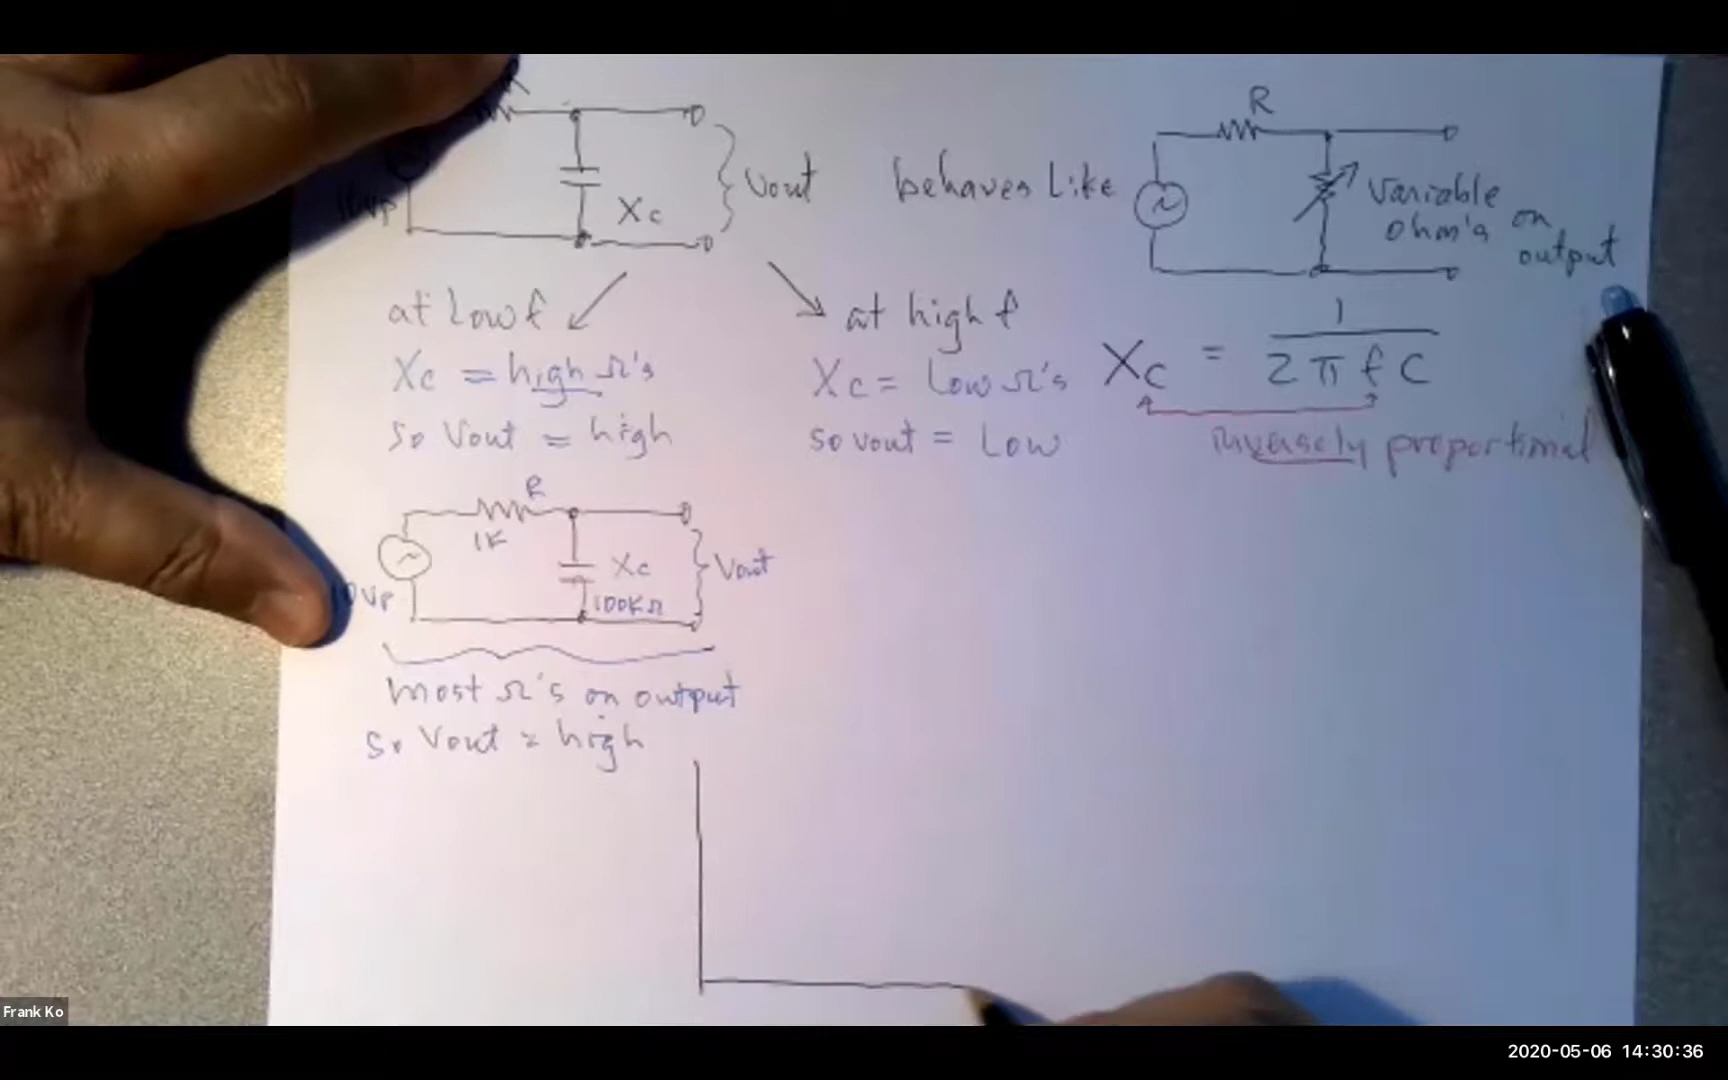 R
Xc
Vout
behaves Like
R
Variable
ohm's on
output
at Low f
Xc = high Ω's
so Vout = high
at high f
Xc = Low Ω's
so vout = Low
Xc = 1
2πfC
inversely proportional
R
1K
Xc
100KΩ
Vout
10Vp
most Ω's on output
so Vout = high
Frank Ko
2020-05-06 14:30:36